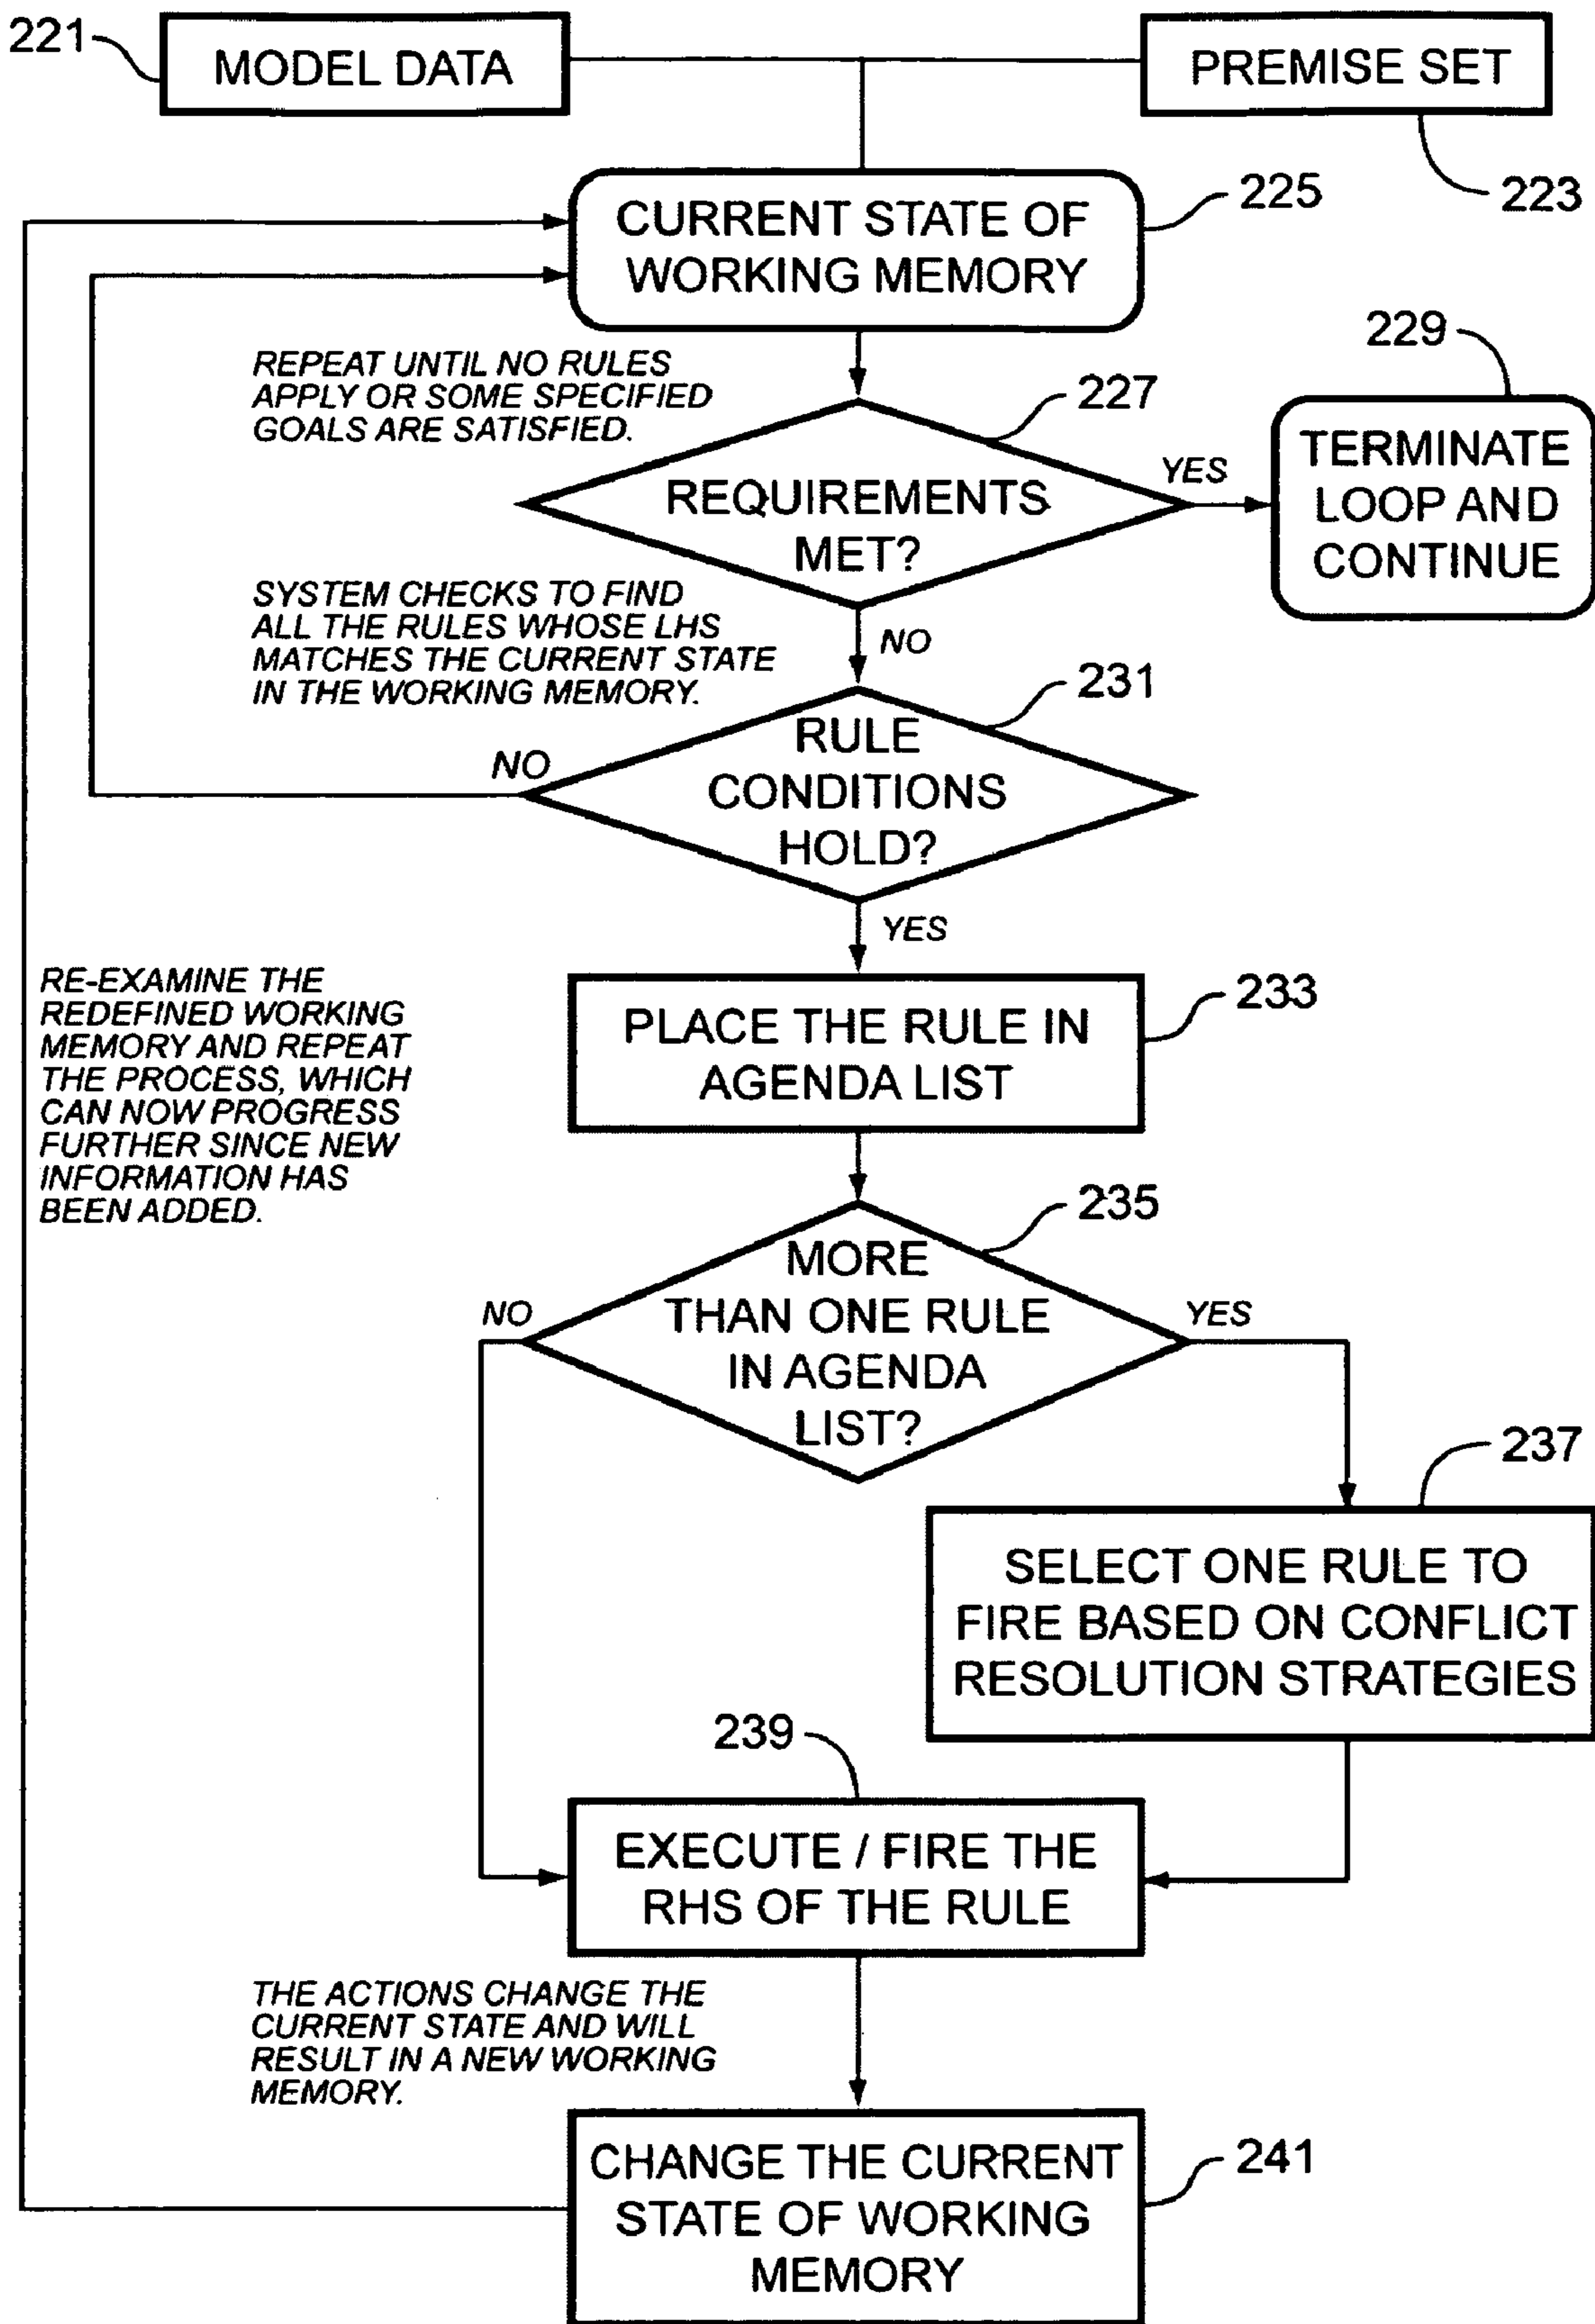 221
MODEL DATA
PREMISE SET
223
CURRENT STATE OF
WORKING MEMORY
225
REPEAT UNTIL NO RULES
APPLY OR SOME SPECIFIED
GOALS ARE SATISFIED.
227
229
REQUIREMENTS
MET?
YES
TERMINATE
LOOP AND
CONTINUE
SYSTEM CHECKS TO FIND
ALL THE RULES WHOSE LHS
MATCHES THE CURRENT STATE
IN THE WORKING MEMORY.
NO
231
RULE
CONDITIONS
HOLD?
NO
YES
RE-EXAMINE THE
REDEFINED WORKING
MEMORY AND REPEAT
THE PROCESS, WHICH
CAN NOW PROGRESS
FURTHER SINCE NEW
INFORMATION HAS
BEEN ADDED.
PLACE THE RULE IN
AGENDA LIST
233
235
MORE
THAN ONE RULE
IN AGENDA
LIST?
NO
YES
237
SELECT ONE RULE TO
FIRE BASED ON CONFLICT
RESOLUTION STRATEGIES
239
EXECUTE / FIRE THE
RHS OF THE RULE
THE ACTIONS CHANGE THE
CURRENT STATE AND WILL
RESULT IN A NEW WORKING
MEMORY.
CHANGE THE CURRENT
STATE OF WORKING
MEMORY
241